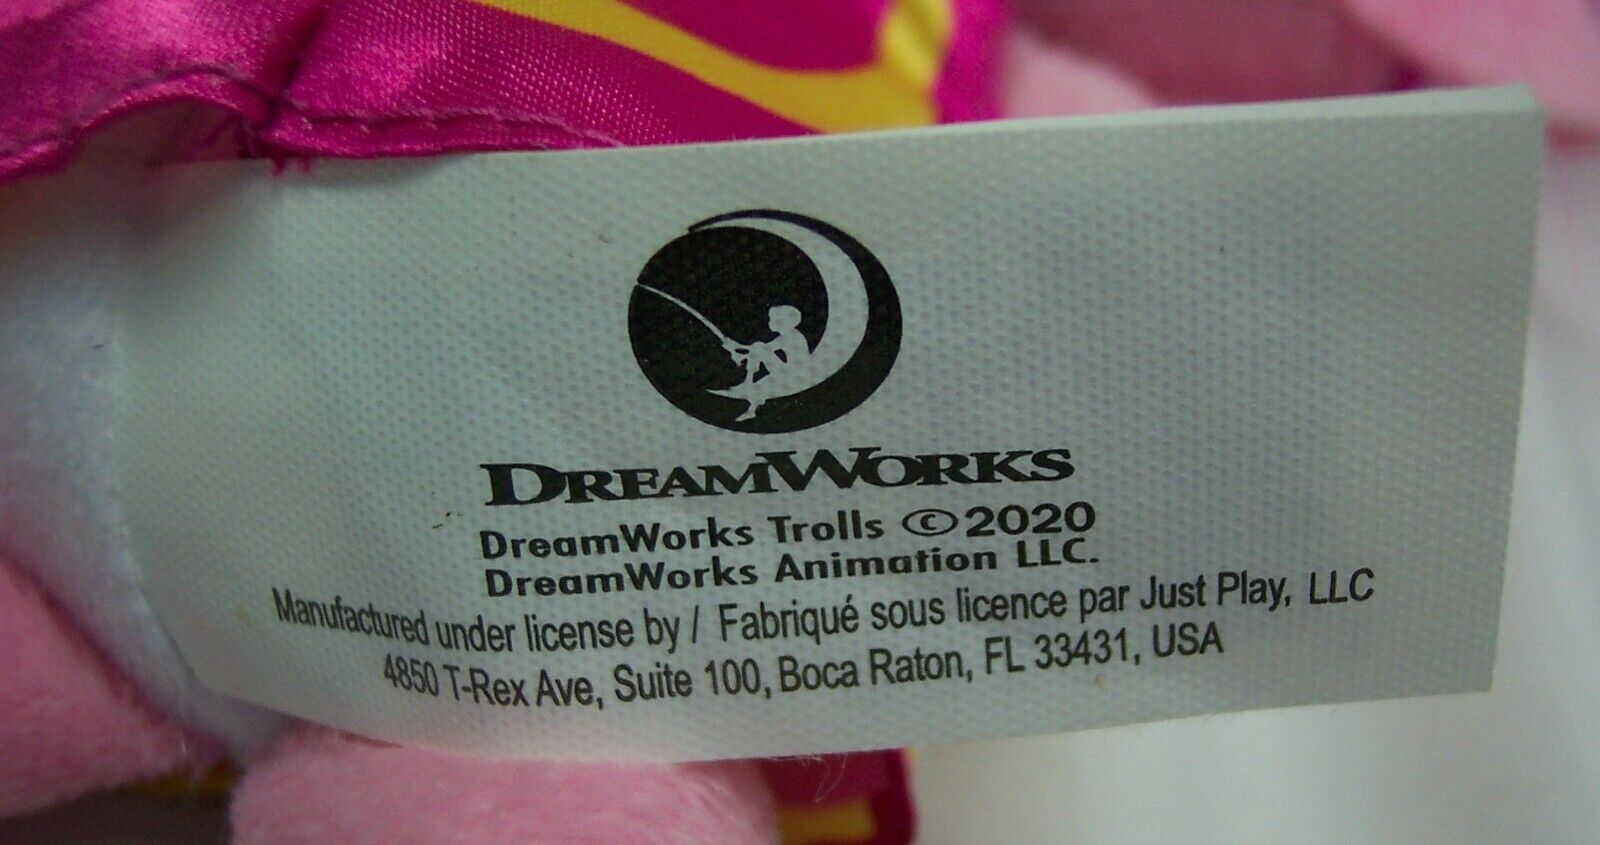 DREAMWORKS
DreamWorks Trolls ©2020
DreamWorks Animation LLC.
Manufactured under license by / Fabriqué sous licence par Just Play, LLC
4850 T-Rex Ave, Suite 100, Boca Raton, FL 33431, USA